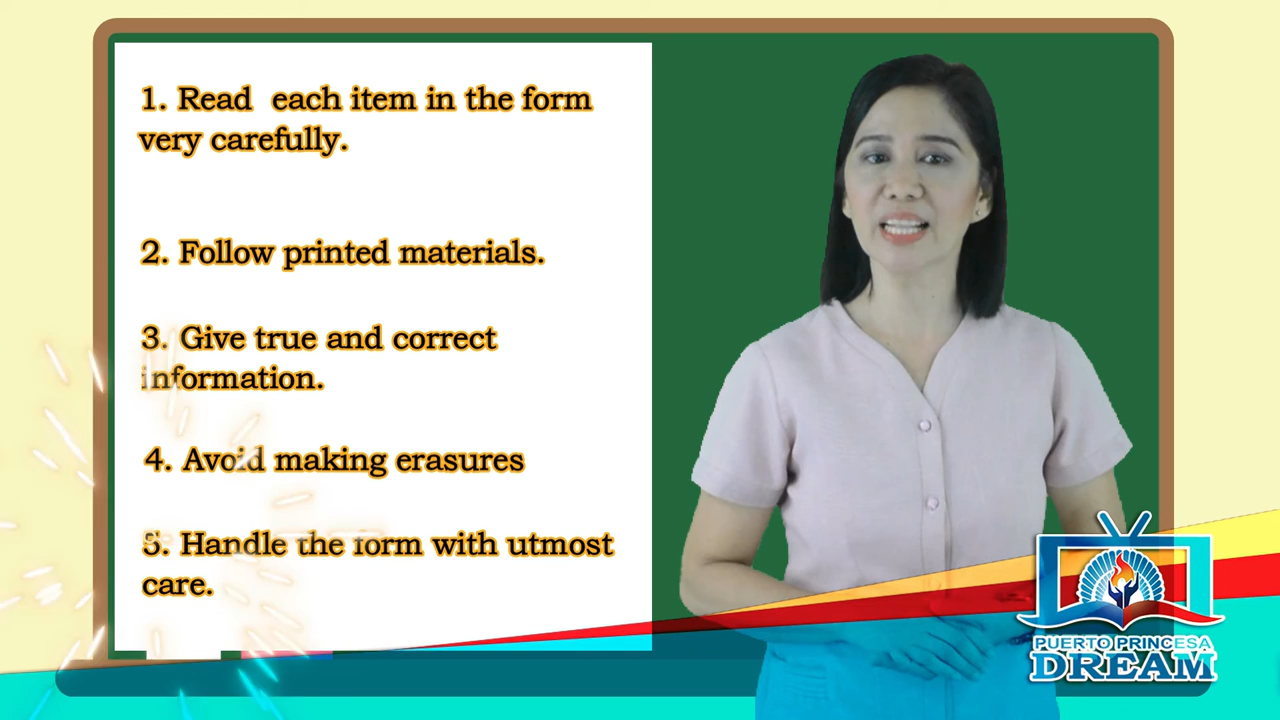 1. Read each item in the form
very carefully.
2. Follow printed materials.
3. Give true and correct
information.
4. Avoid making erasures
5. Handle the form with utmost
care.
PUERTO PRINCESA
DREAM